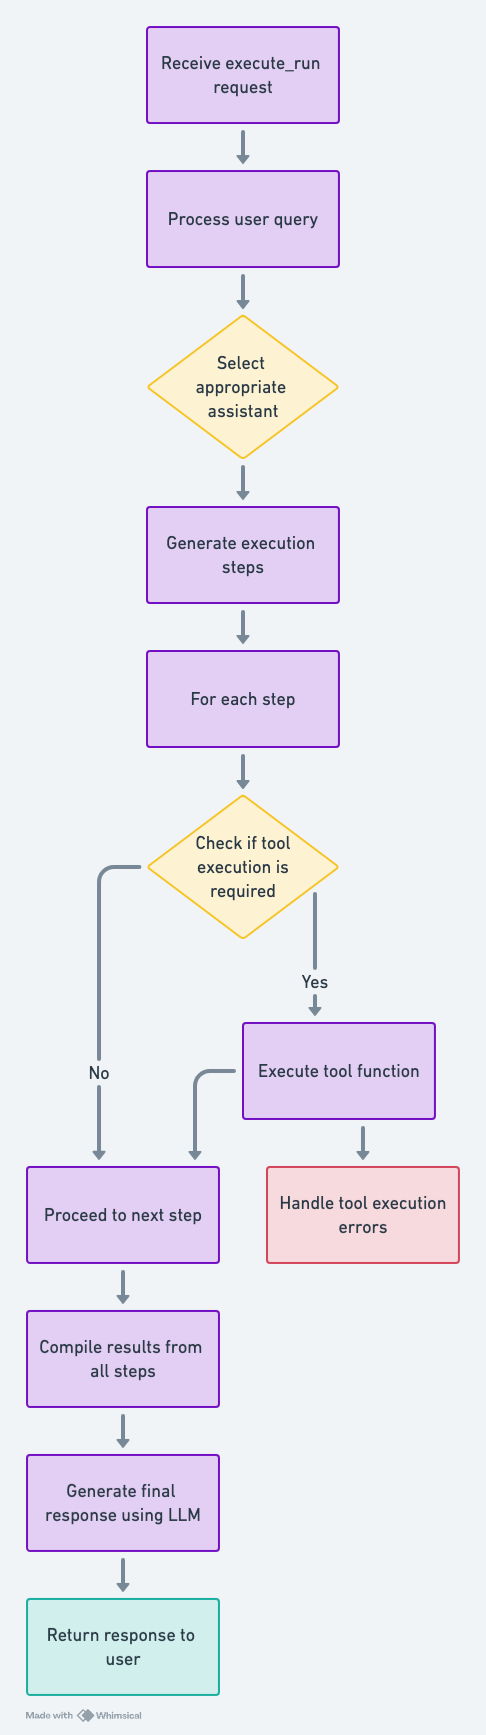 Receive execute_run
request
Process user query
Select
appropriate
assistant
Generate execution
steps
For each step
Check if tool
execution is
required
Yes
No
Execute tool function
Proceed to next step
Handle tool execution
errors
Compile results from
all steps
Generate final
response using LLM
Return response to
user
Made with Whimsical